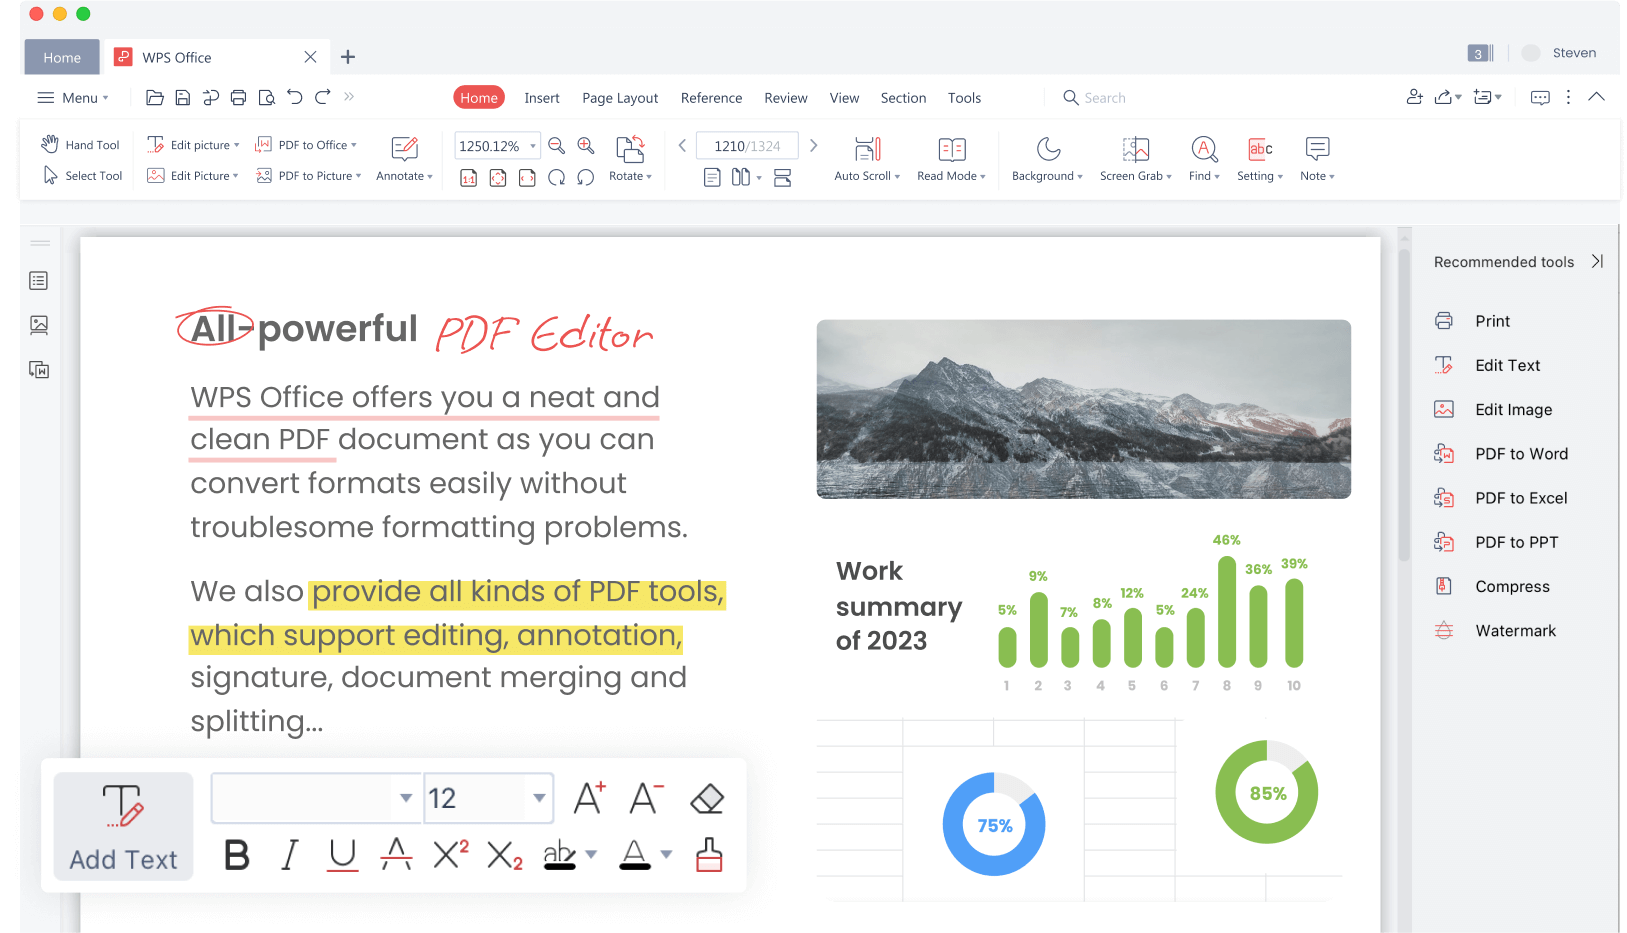 Home
WPS Office
3
Steven
Menu
Home Insert Page Layout Reference Review View Section Tools
Search
Hand Tool
Select Tool
Edit picture
Edit Picture
PDF to Office
PDF to Picture
Annotate
1250.12%
1:1
Rotate
1210/1324
Auto Scroll
Read Mode
Background
Screen Grab
Find
abc
Setting
Note
All-powerful PDF Editor
WPS Office offers you a neat and
clean PDF document as you can
convert formats easily without
troublesome formatting problems.
We also provide all kinds of PDF tools,
which support editing, annotation,
signature, document merging and
splitting...
Add Text
12
A+ A-
B I U A X2 X2 ab A
Work
summary
of 2023
5% 9% 7% 8% 12% 5% 24% 46% 36% 39%
1 2 3 4 5 6 7 8 9 10
75%
85%
Recommended tools
Print
Edit Text
Edit Image
PDF to Word
PDF to Excel
PDF to PPT
Compress
Watermark